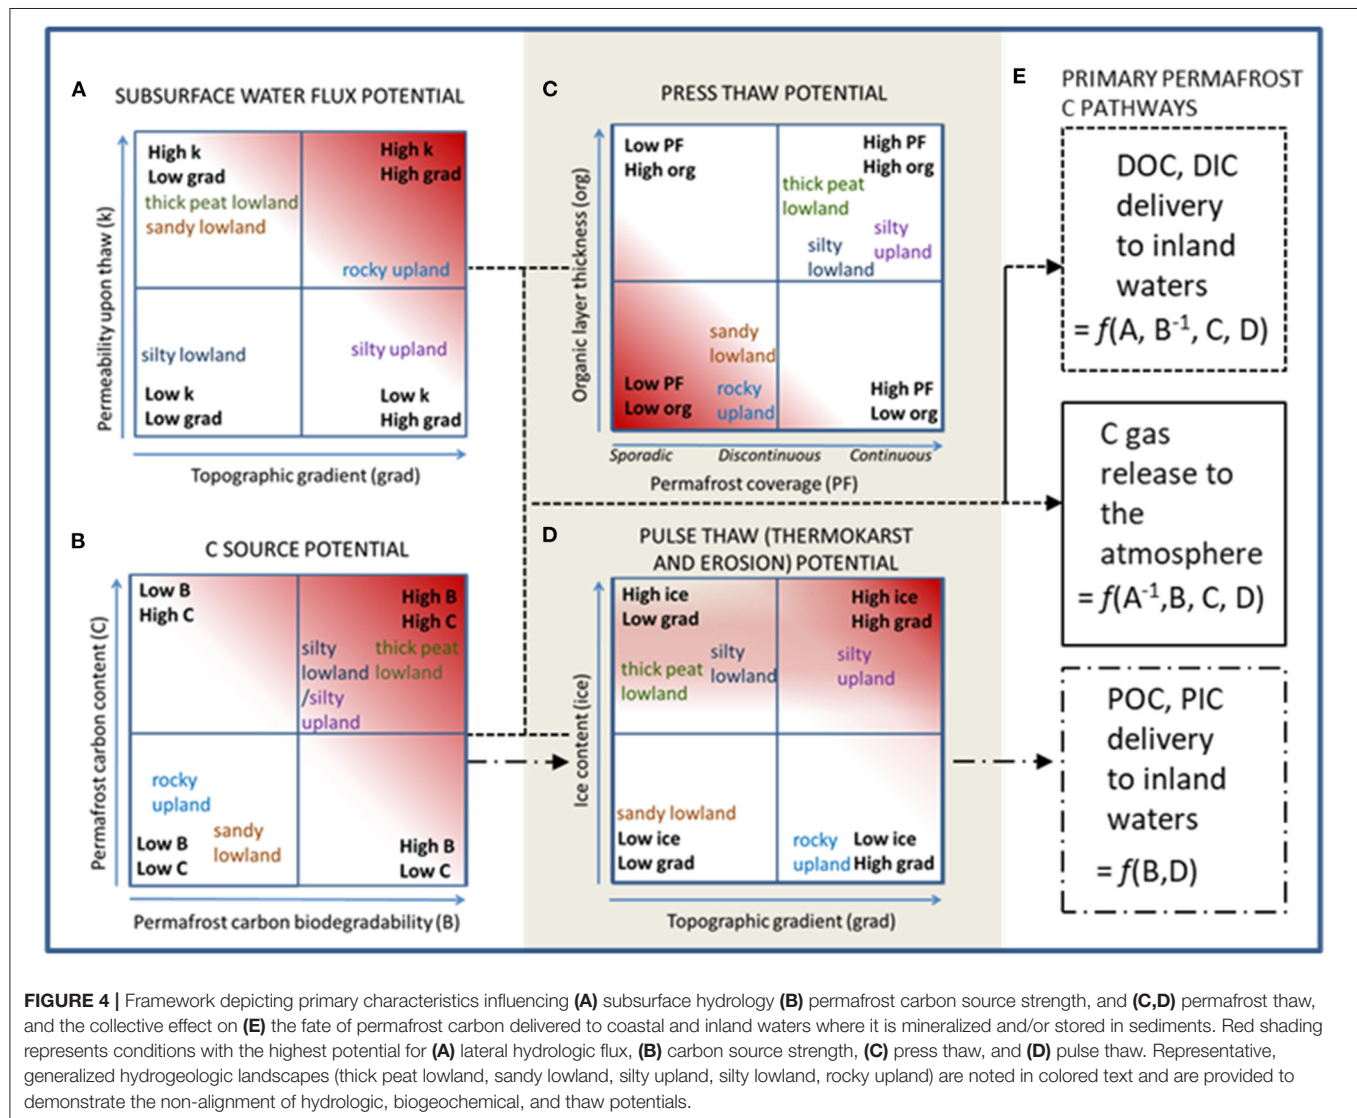 A
SUBSURFACE WATER FLUX POTENTIAL
Permeability upon thaw (k)
High k
Low grad
thick peat lowland
sandy lowland
High k
High grad
rocky upland
silty lowland
Low k
Low grad
silty upland
Low k
High grad
Topographic gradient (grad)
B
C SOURCE POTENTIAL
Permafrost carbon content (C)
Low B
High C
High B
High C
silty
lowland
/silty
upland
thick peat
lowland
rocky
upland
sandy
lowland
Low B
Low C
High B
Low C
Permafrost carbon biodegradability (B)
C
PRESS THAW POTENTIAL
Organic layer thickness (org)
Low PF
High org
High PF
High org
thick peat
lowland
silty
upland
silty
lowland
sandy
lowland
Low PF
Low org
rocky
upland
High PF
Low org
Sporadic Discontinuous Continuous
Permafrost coverage (PF)
D
PULSE THAW (THERMOKARST
AND EROSION) POTENTIAL
Ice content (ice)
High ice
Low grad
High ice
High grad
thick peat
lowland
silty
lowland
silty
upland
sandy lowland
Low ice
Low grad
rocky
upland
Low ice
High grad
Topographic gradient (grad)
E
PRIMARY PERMAFROST
C PATHWAYS
DOC, DIC
delivery
to inland
waters
= f(A, B⁻¹, C, D)
C gas
release to
the
atmosphere
= f(A⁻¹,B, C, D)
POC, PIC
delivery
to inland
waters
= f(B,D)
FIGURE 4 | Framework depicting primary characteristics influencing (A) subsurface hydrology (B) permafrost carbon source strength, and (C,D) permafrost thaw,
and the collective effect on (E) the fate of permafrost carbon delivered to coastal and inland waters where it is mineralized and/or stored in sediments. Red shading
represents conditions with the highest potential for (A) lateral hydrologic flux, (B) carbon source strength, (C) press thaw, and (D) pulse thaw. Representative,
generalized hydrogeologic landscapes (thick peat lowland, sandy lowland, silty upland, silty lowland, rocky upland) are noted in colored text and are provided to
demonstrate the non-alignment of hydrologic, biogeochemical, and thaw potentials.